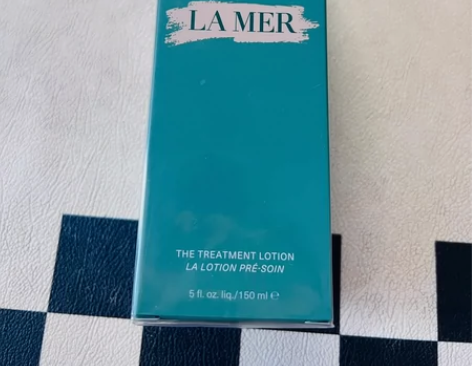 LA MER
THE TREATMENT LOTION
LA LOTION PRÉ-SOIN
5 fl. oz. liq./150 ml ℮